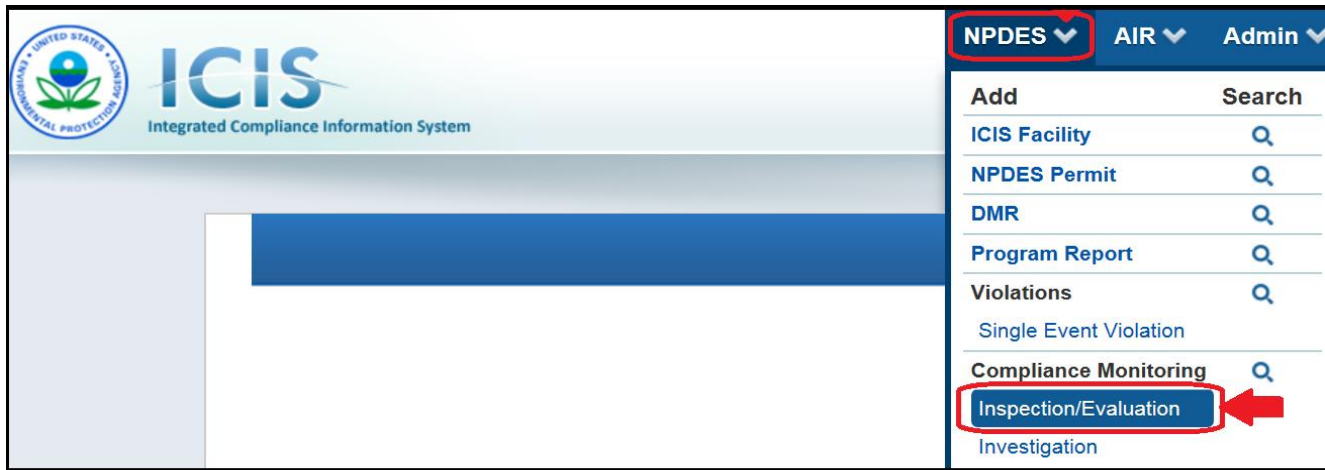 UNITED STATES
ENVIRONMENTAL PROTECTION AGENCY
ICIS
Integrated Compliance Information System
NPDES AIR Admin
Add Search
ICIS Facility
NPDES Permit
DMR
Program Report
Violations
Single Event Violation
Compliance Monitoring
Inspection/Evaluation
Investigation